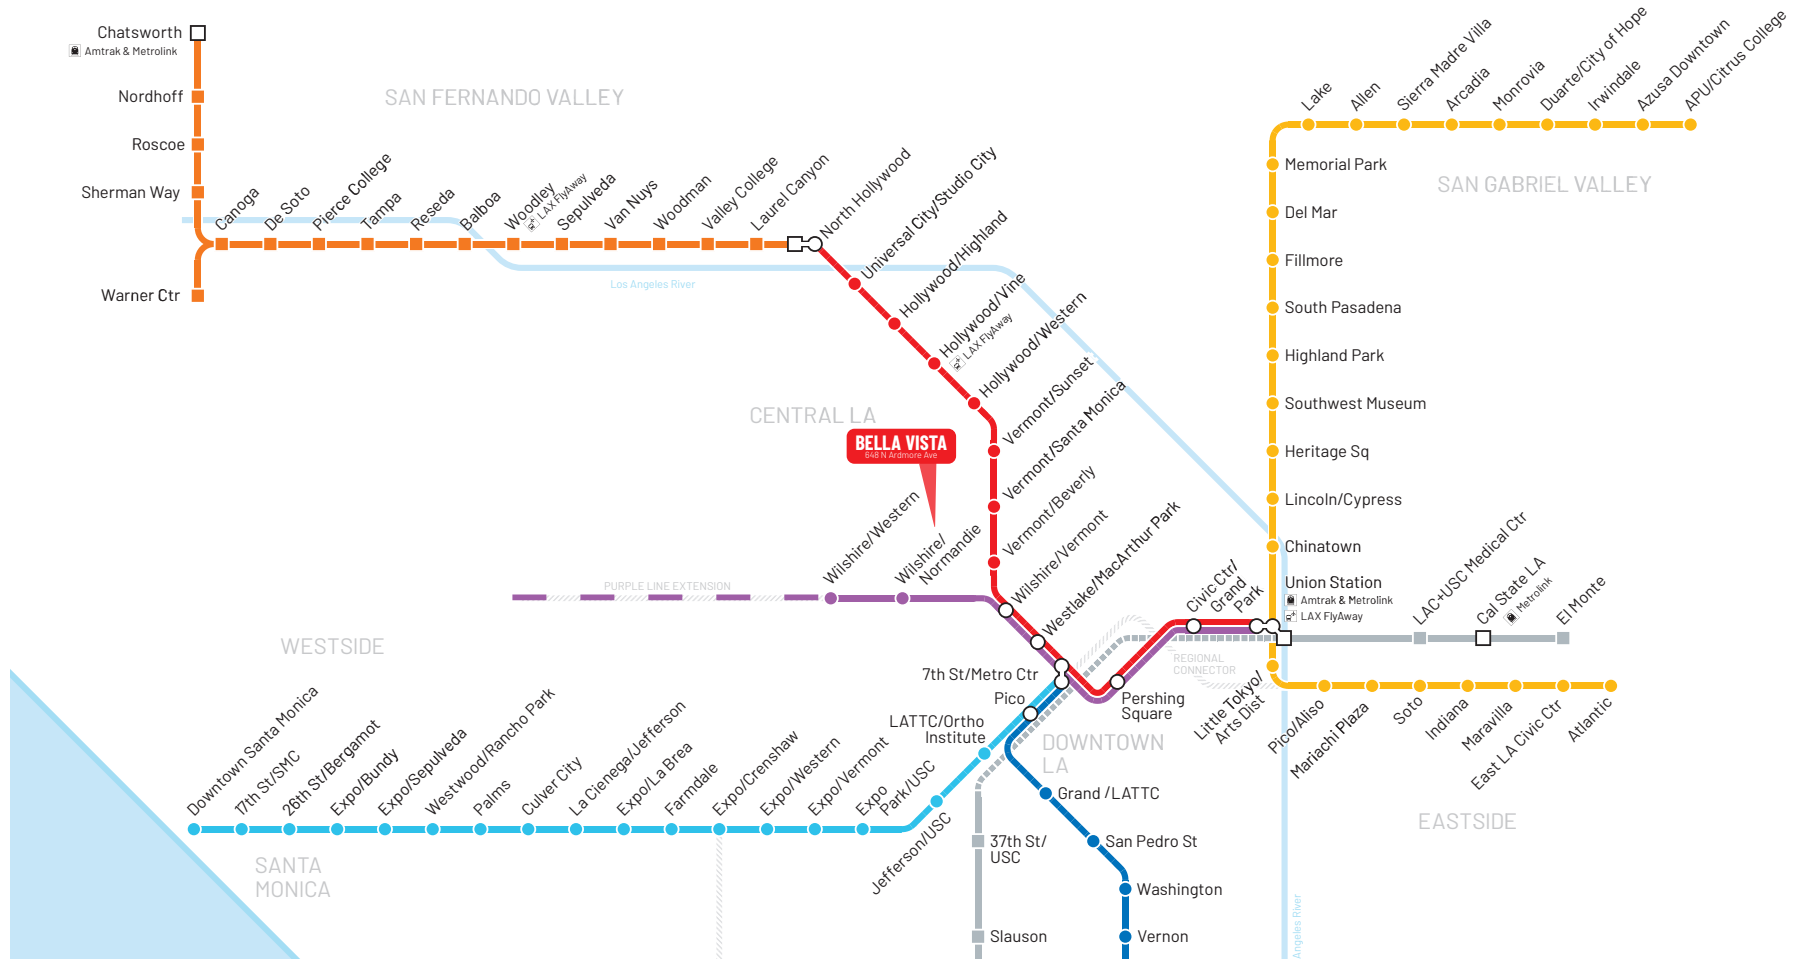 Chatsworth
Amtrak & Metrolink
Nordhoff
Roscoe
Sherman Way
Warner Ctr
SAN FERNANDO VALLEY
Canoga
De Soto
Pierce College
Tampa
Reseda
Balboa
Woodley
LAX FlyAway
Sepulveda
Van Nuys
Woodman
Valley College
Laurel Canyon
North Hollywood
Los Angeles River
Universal City/Studio City
Hollywood/Highland
Hollywood/Vine
LAX FlyAway
Hollywood/Western
Vermont/Sunset
Vermont/Santa Monica
Vermont/Beverly
CENTRAL LA
BELLA VISTA
648 N Ardmore Ave
Wilshire/Western
Wilshire/
Normandie
Wilshire/Vermont
Westlake/MacArthur Park
PURPLE LINE EXTENSION
WESTSIDE
7th St/Metro Ctr
Pico
LATTC/Ortho
Institute
Pershing
Square
Civic Ctr/
Grand
Park
REGIONAL
CONNECTOR
DOWNTOWN
LA
Lake
Allen
Sierra Madre Villa
Arcadia
Monrovia
Duarte/City of Hope
Irwindale
Azusa Downtown
APU/Citrus College
Memorial Park
SAN GABRIEL VALLEY
Del Mar
Fillmore
South Pasadena
Highland Park
Southwest Museum
Heritage Sq
Lincoln/Cypress
Chinatown
Union Station
Amtrak & Metrolink
LAX FlyAway
LAC+USC Medical Ctr
Cal State LA
Metrolink
El Monte
Little Tokyo/
Arts Dist
Pico/Aliso
Mariachi Plaza
Soto
Indiana
Maravilla
East LA Civic Ctr
Atlantic
EASTSIDE
Downtown Santa Monica
17th St/SMC
26th St/Bergamot
Expo/Bundy
Expo/Sepulveda
Westwood/Rancho Park
Palms
Culver City
La Cienega/Jefferson
Expo/La Brea
Farmdale
Expo/Crenshaw
Expo/Western
Expo/Vermont
Expo
Park/USC
Jefferson/USC
SANTA
MONICA
Grand /LATTC
San Pedro St
Washington
Vernon
37th St/
USC
Slauson
Angeles River